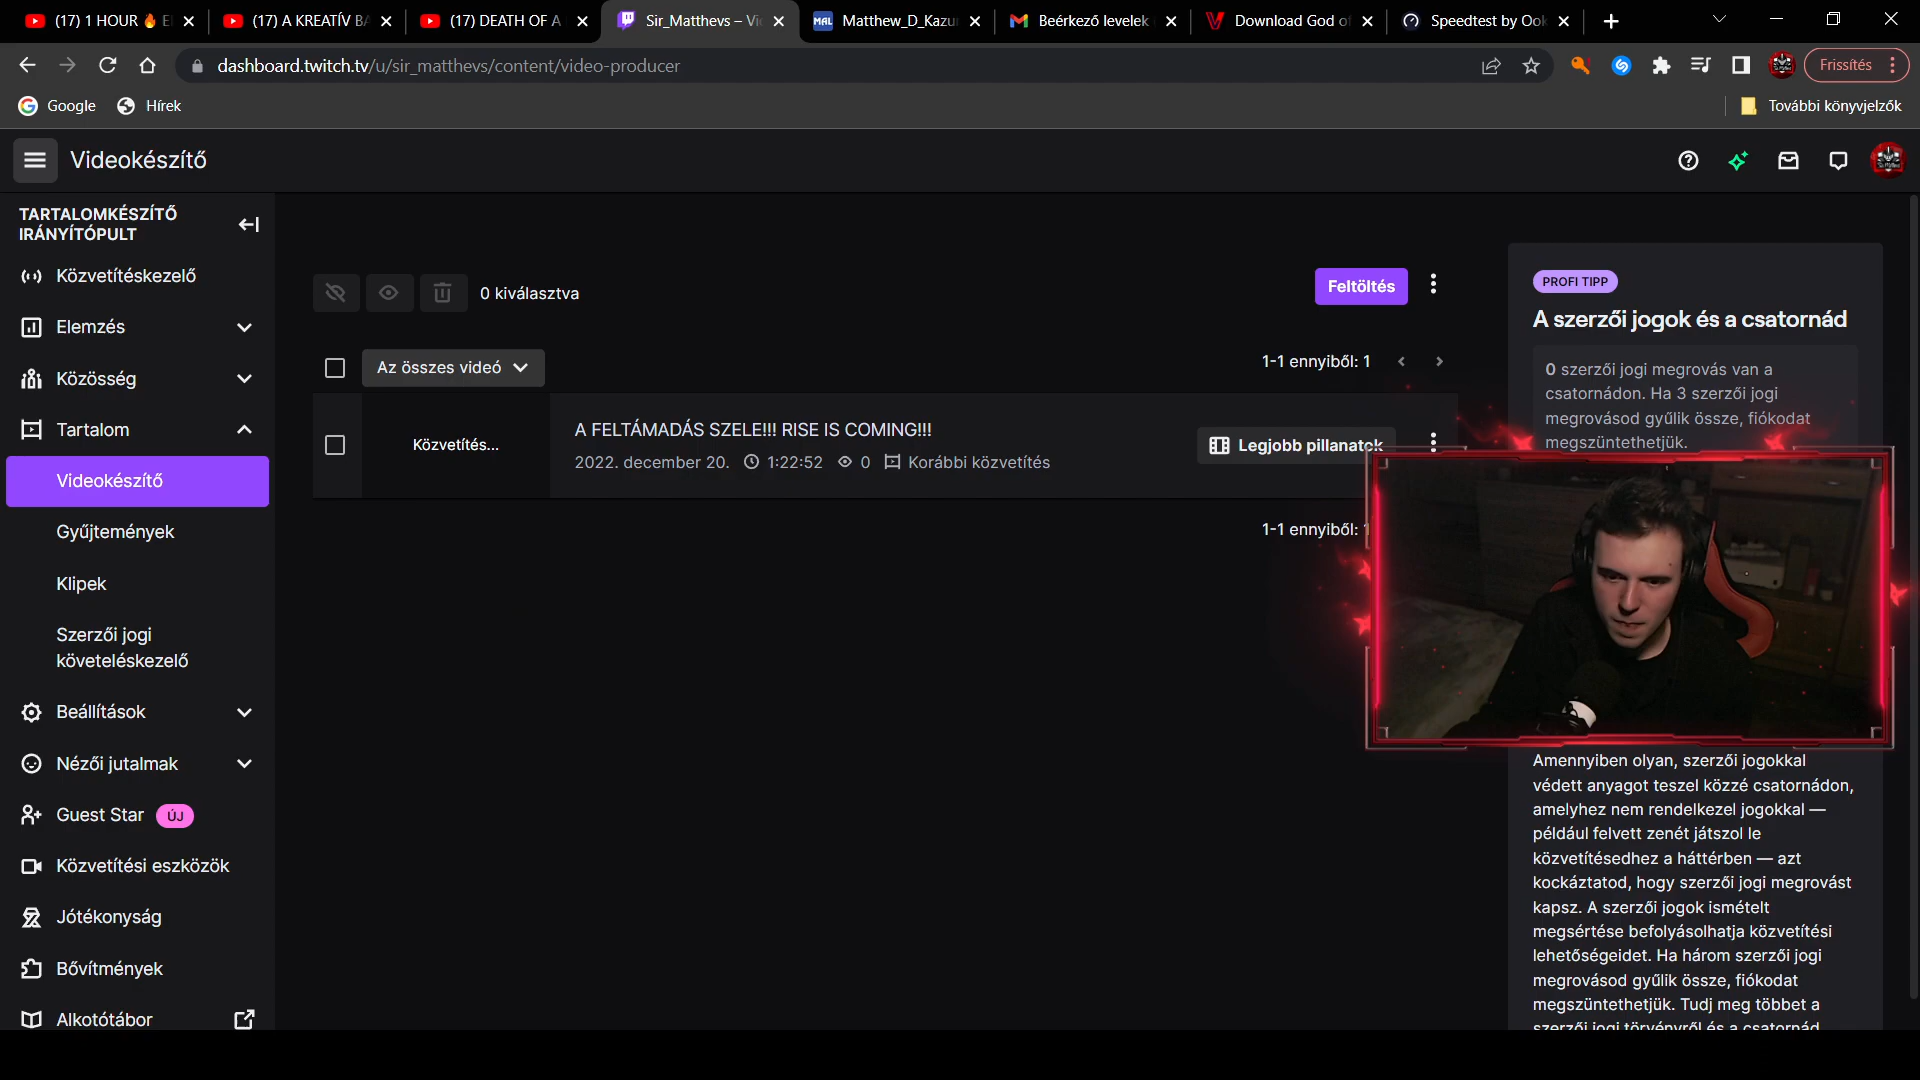 (17) 1 HOUR 🔥 E
(17) A KREATÍV BA
(17) DEATH OF A
Sir_Matthevs – Vi
MAL Matthew_D_Kazu
Beérkező levelek
Download God of
Speedtest by Ook
dashboard.twitch.tv/u/sir_matthevs/content/video-producer
Frissítés
Google
Hírek
További könyvjelzők
Videokészítő
TARTALOMKÉSZÍTŐ
IRÁNYÍTÓPULT
Közvetítéskezelő
Elemzés
Közösség
Tartalom
Videokészítő
Gyűjtemények
Klipek
Szerzői jogi
követeléskezelő
Beállítások
Nézői jutalmak
Guest Star ÚJ
Közvetítési eszközök
Jótékonyság
Bővítmények
Alkotótábor
0 kiválasztva
Feltöltés
Az összes videó
1-1 ennyiből: 1
Közvetítés...
A FELTÁMADÁS SZELE!!! RISE IS COMING!!!
2022. december 20. 1:22:52 0 Korábbi közvetítés
Legjobb pillanatok
1-1 ennyiből: 1
PROFI TIPP
A szerzői jogok és a csatornád
0 szerzői jogi megrovás van a
csatornádon. Ha 3 szerzői jogi
megrovásod gyűlik össze, fiókodat
megszüntethetjük.
Amennyiben olyan, szerzői jogokkal
védett anyagot teszel közzé csatornádon,
amelyhez nem rendelkezel jogokkal —
például felvett zenét játszol le
közvetítésedhez a háttérben — azt
kockáztatod, hogy szerzői jogi megrovást
kapsz. A szerzői jogok ismételt
megsértése befolyásolhatja közvetítési
lehetőségeidet. Ha három szerzői jogi
megrovásod gyűlik össze, fiókodat
megszüntethetjük. Tudj meg többet a
szerzői jogi törvényről és a csatornád